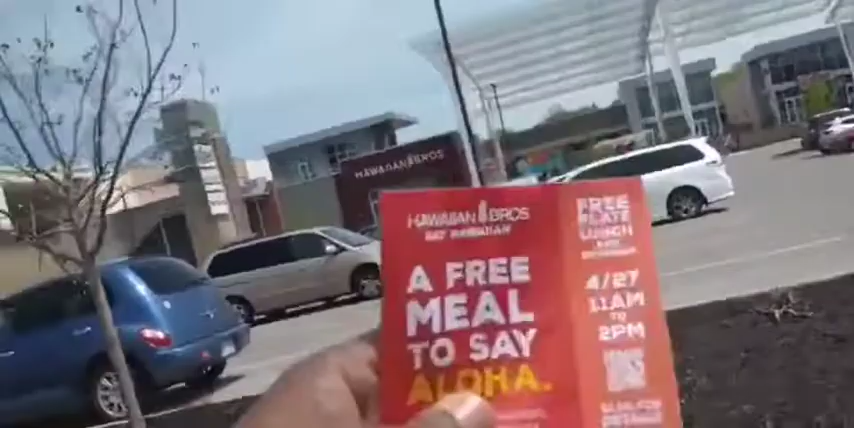 HAWAIIAN BROS
HAWAIIAN BROS
EAT HAWAIIAN
A FREE
MEAL
TO SAY
ALOHA.
FREE
PLATE
LUNCH
4/27
11AM
TO
2PM